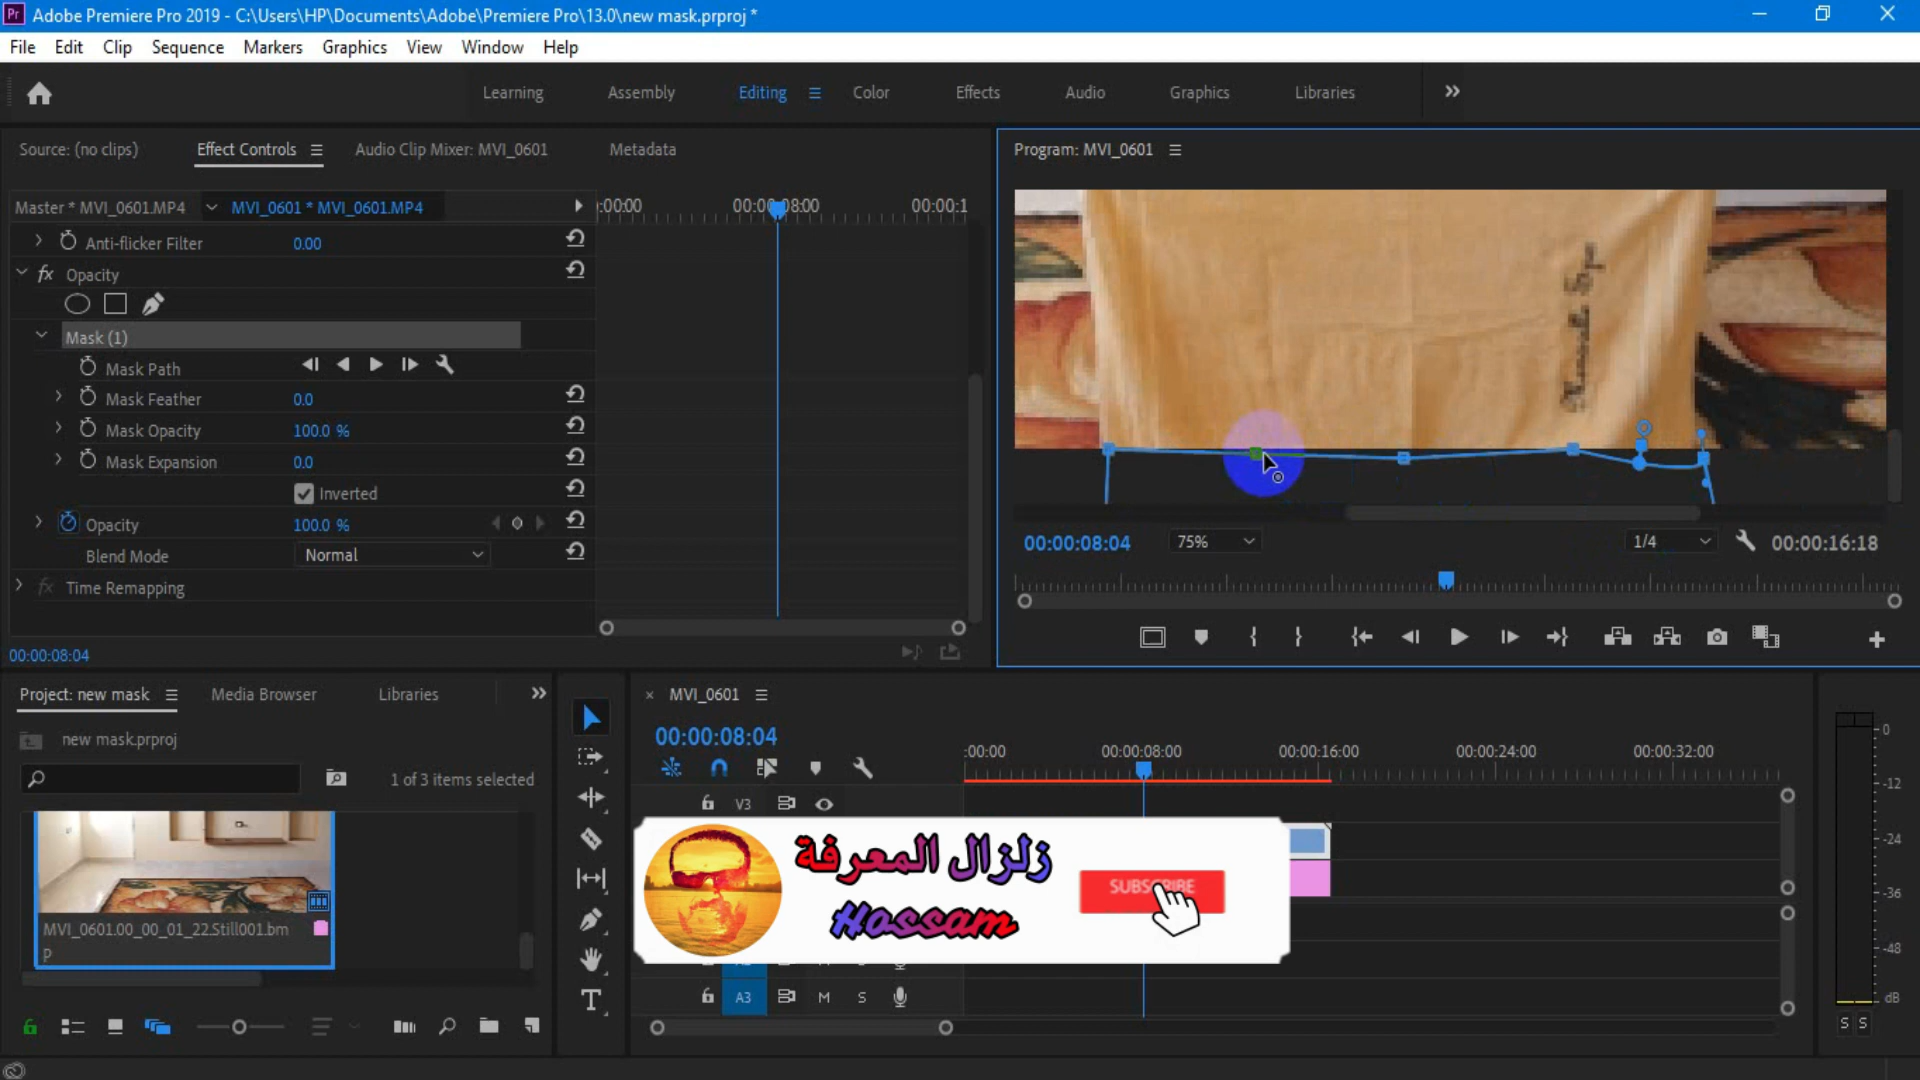 Adobe Premiere Pro 2019 - C:\Users\HP\Documents\Adobe\Premiere Pro\13.0\new mask.prproj *
File Edit Clip Sequence Markers Graphics View Window Help
Learning Assembly Editing Color Effects Audio Graphics Libraries
Source: (no clips) Effect Controls Audio Clip Mixer: MVI_0601 Metadata
Program: MVI_0601
Master * MVI_0601.MP4 MVI_0601 * MVI_0601.MP4
:00:00 00:00:08:00 00:00:1
Anti-flicker Filter 0.00
fx Opacity
Mask (1)
Mask Path
Mask Feather 0.0
Mask Opacity 100.0 %
Mask Expansion 0.0
Inverted
Opacity 100.0 %
Blend Mode Normal
fx Time Remapping
00:00:08:04
00:00:08:04 75% 1/4 00:00:16:18
Project: new mask Media Browser Libraries
new mask.prproj
1 of 3 items selected
MVI_0601.00_00_01_22.Still001.bm
p
MVI_0601
00:00:08:04
:00:00 00:00:08:00 00:00:16:00 00:00:24:00 00:00:32:00
V3
زلزال المعرفة
Hossam
SUBSCRIBE
A3 M S
0
-12
-24
-36
-48
dB
S S